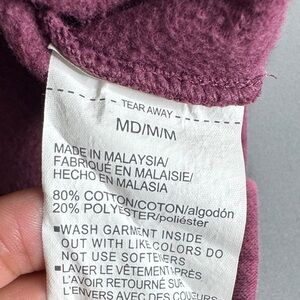 TEAR AWAY
MD/M/M
MADE IN MALAYSIA/
FABRIQUÉ EN MALAISIE/
HECHO EN MALASIA
80% COTTON/COTON/algodón
20% POLYESTER/poliéster
■WASH GARMENT INSIDE
OUT WITH LIKE COLORS DO
NOT USE SOFTENERS
■LAVER LE VÊTEMENT APRÈS
L'AVOIR RETOURNÉ SUR
L'ENVERS AVEC DES COULEURS